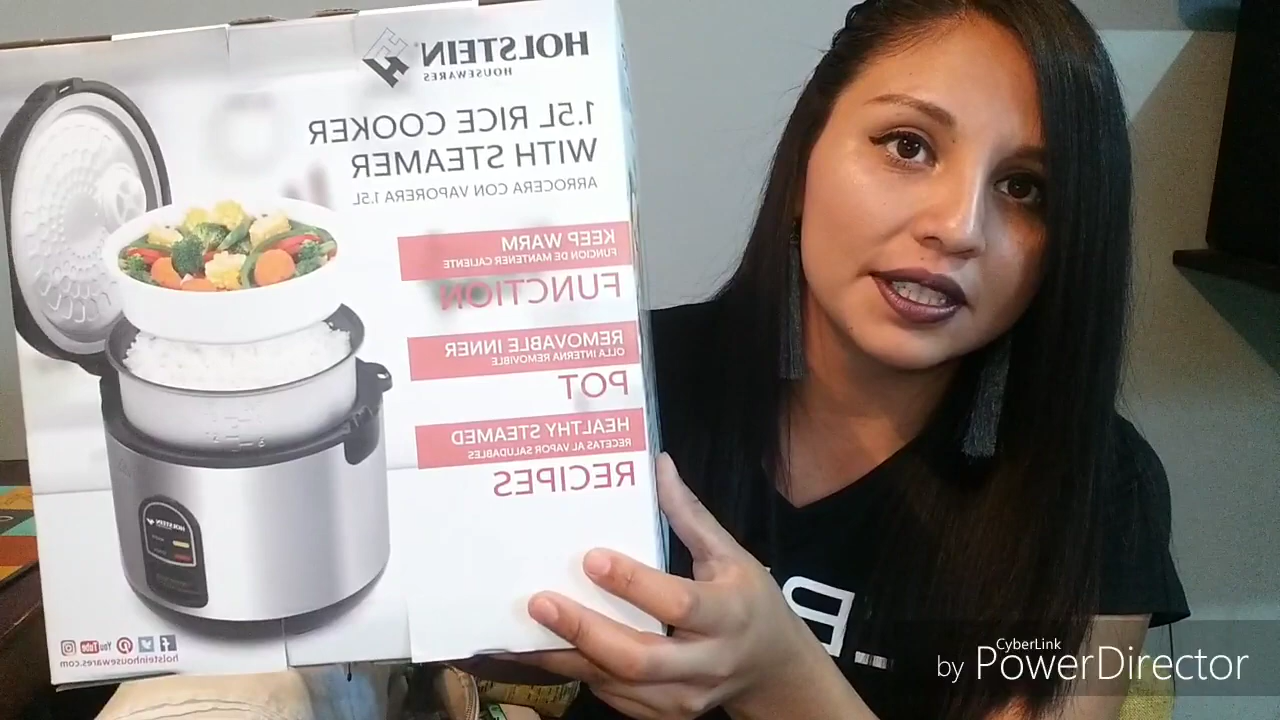 HOLSTEIN
HOUSEWARES
1.5L RICE COOKER
WITH STEAMER
ARROCERA CON VAPORERA 1.5L
KEEP WARM
FUNCION DE MANTENER CALIENTE
FUNCTION
REMOVABLE INNER
OLLA INTERNA REMOVIBLE
POT
HEALTHY STEAMED
RECETAS AL VAPOR SALUDABLES
RECIPES
HOLSTEIN
YouTube
holsteinhousewares.com
B
CyberLink
by PowerDirector